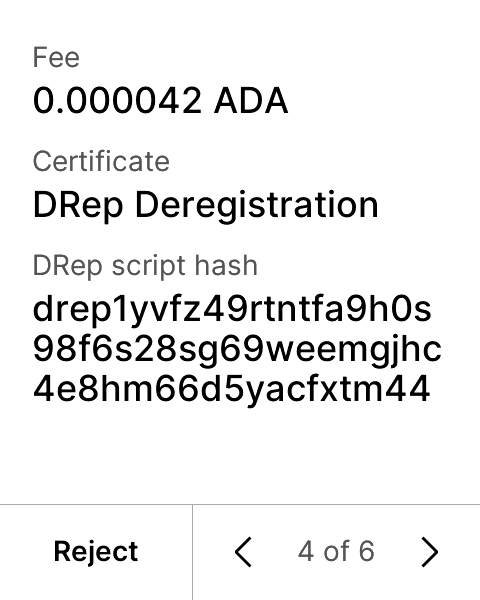 Fee
0.000042 ADA
Certificate
DRep Deregistration
DRep script hash
drep1yvfz49rtntfa9h0s
98f6s28sg69weemgjhc
4e8hm66d5yacfxtm44
Reject
4 of 6